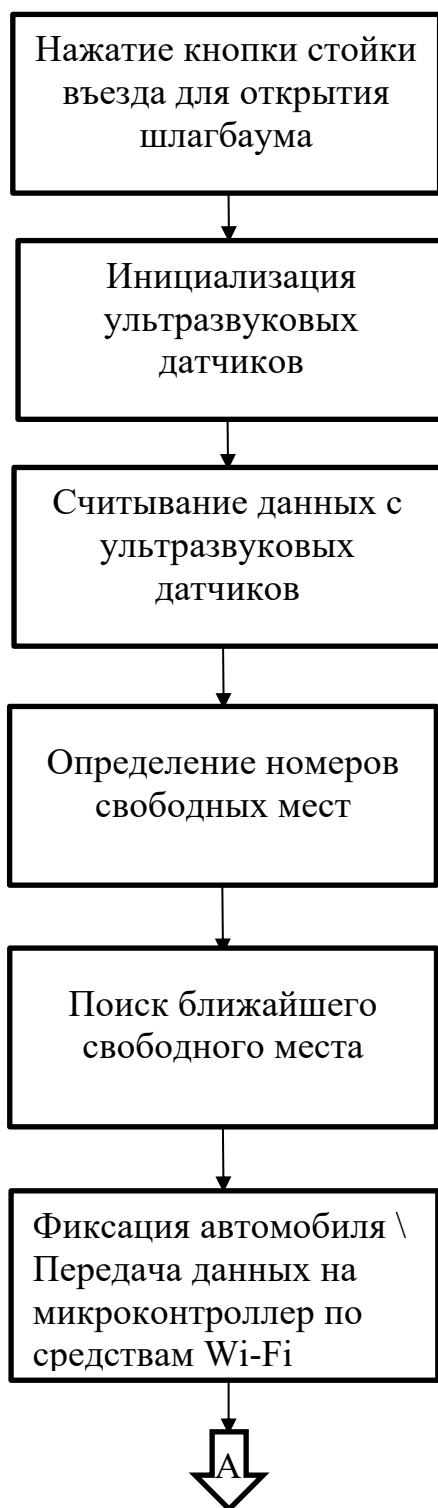 Нажатие кнопки стойки
въезда для открытия
шлагбаума
Инициализация
ультразвуковых
датчиков
Считывание данных с
ультразвуковых
датчиков
Определение номеров
свободных мест
Поиск ближайшего
свободного места
Фиксация автомобиля \
Передача данных на
микроконтроллер по
средствам Wi-Fi
А